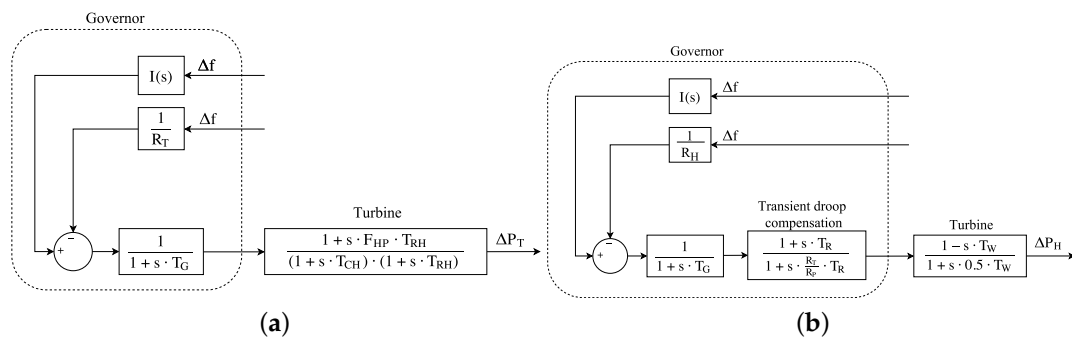 Governor
I(s)
Δf
1
R_T
Δf
+
−
1
1 + s · T_G
Turbine
1 + s · F_HP · T_RH
(1 + s · T_CH) · (1 + s · T_RH)
ΔP_T
(a)
Governor
I(s)
Δf
1
R_H
Δf
+
−
1
1 + s · T_G
Transient droop
compensation
1 + s · T_R
1 + s · R_T/R_P · T_R
Turbine
1 − s · T_W
1 + s · 0.5 · T_W
ΔP_H
(b)